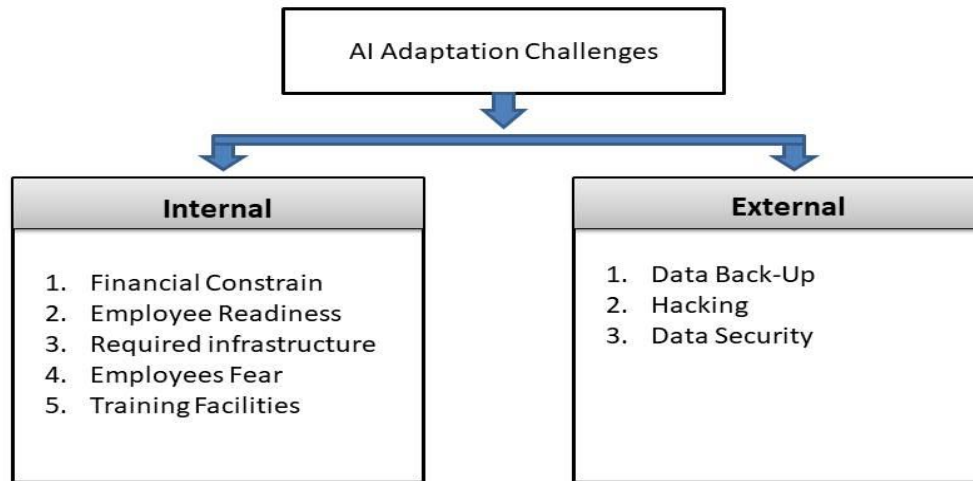 AI Adaptation Challenges
Internal
1. Financial Constrain
2. Employee Readiness
3. Required infrastructure
4. Employees Fear
5. Training Facilities
External
1. Data Back-Up
2. Hacking
3. Data Security